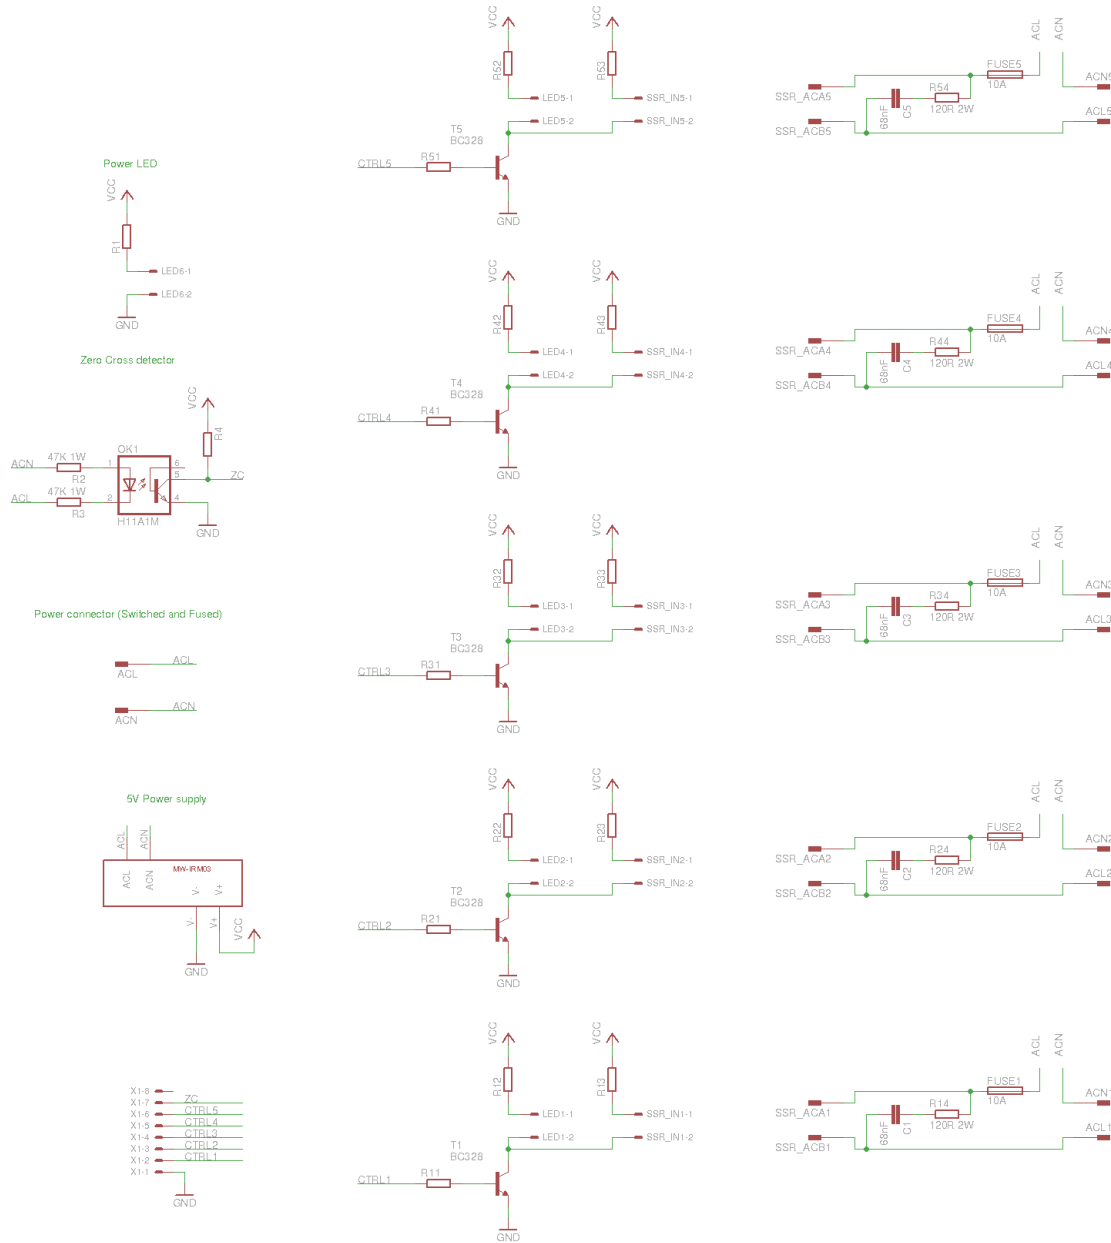 Power LED
VCC
R1
LED6-1
LED6-2
GND
Zero Cross detector
VCC
R4
ACN
47K 1W
R2
ACL
47K 1W
R3
OK1
1
2
6
5
4
H11A1M
ZC
GND
Power connector (Switched and Fused)
ACL
ACL
ACN
ACN
5V Power supply
ACL
ACN
MW-IRM03
ACL
ACN
V-
V+
V-
V+
VCC
GND
X1-8
X1-7 ZC
X1-6 CTRL5
X1-5 CTRL4
X1-4 CTRL3
X1-3 CTRL2
X1-2 CTRL1
X1-1
GND
VCC
VCC
R52
R53
LED5-1
SSR_IN5-1
LED5-2
SSR_IN5-2
T5
BC328
CTRL5
R51
GND
VCC
VCC
R42
R43
LED4-1
SSR_IN4-1
LED4-2
SSR_IN4-2
T4
BC328
CTRL4
R41
GND
VCC
VCC
R32
R33
LED3-1
SSR_IN3-1
LED3-2
SSR_IN3-2
T3
BC328
CTRL3
R31
GND
VCC
VCC
R22
R23
LED2-1
SSR_IN2-1
LED2-2
SSR_IN2-2
T2
BC328
CTRL2
R21
GND
VCC
VCC
R12
R13
LED1-1
SSR_IN1-1
LED1-2
SSR_IN1-2
T1
BC328
CTRL1
R11
GND
ACL
ACN
FUSE5
10A
ACN5
SSR_ACA5
R54
120R 2W
68nF
C5
ACL5
SSR_ACB5
ACL
ACN
FUSE4
10A
ACN4
SSR_ACA4
R44
120R 2W
68nF
C4
ACL4
SSR_ACB4
ACL
ACN
FUSE3
10A
ACN3
SSR_ACA3
R34
120R 2W
68nF
C3
ACL3
SSR_ACB3
ACL
ACN
FUSE2
10A
ACN2
SSR_ACA2
R24
120R 2W
68nF
C2
ACL2
SSR_ACB2
ACL
ACN
FUSE1
10A
ACN1
SSR_ACA1
R14
120R 2W
68nF
C1
ACL1
SSR_ACB1